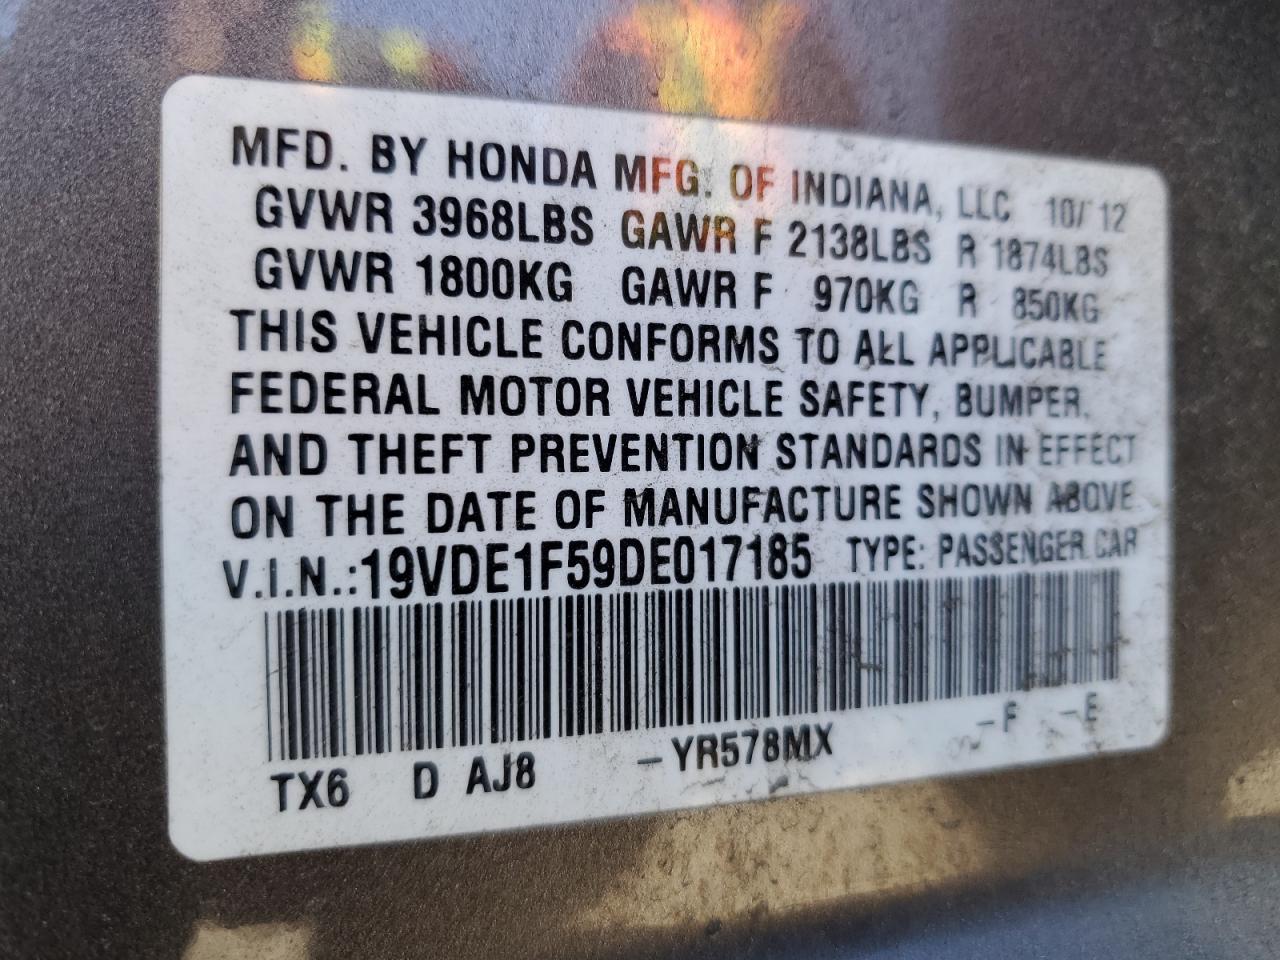 MFD. BY HONDA MFG. OF INDIANA, LLC 10/12
GVWR 3968LBS GAWR F 2138LBS R 1874LBS
GVWR 1800KG GAWR F 970KG R 850KG
THIS VEHICLE CONFORMS TO ALL APPLICABLE
FEDERAL MOTOR VEHICLE SAFETY, BUMPER,
AND THEFT PREVENTION STANDARDS IN EFFECT
ON THE DATE OF MANUFACTURE SHOWN ABOVE.
V.I.N.:19VDE1F59DE017185 TYPE: PASSENGER CAR
TX6 D AJ8 -YR578MX -F -E